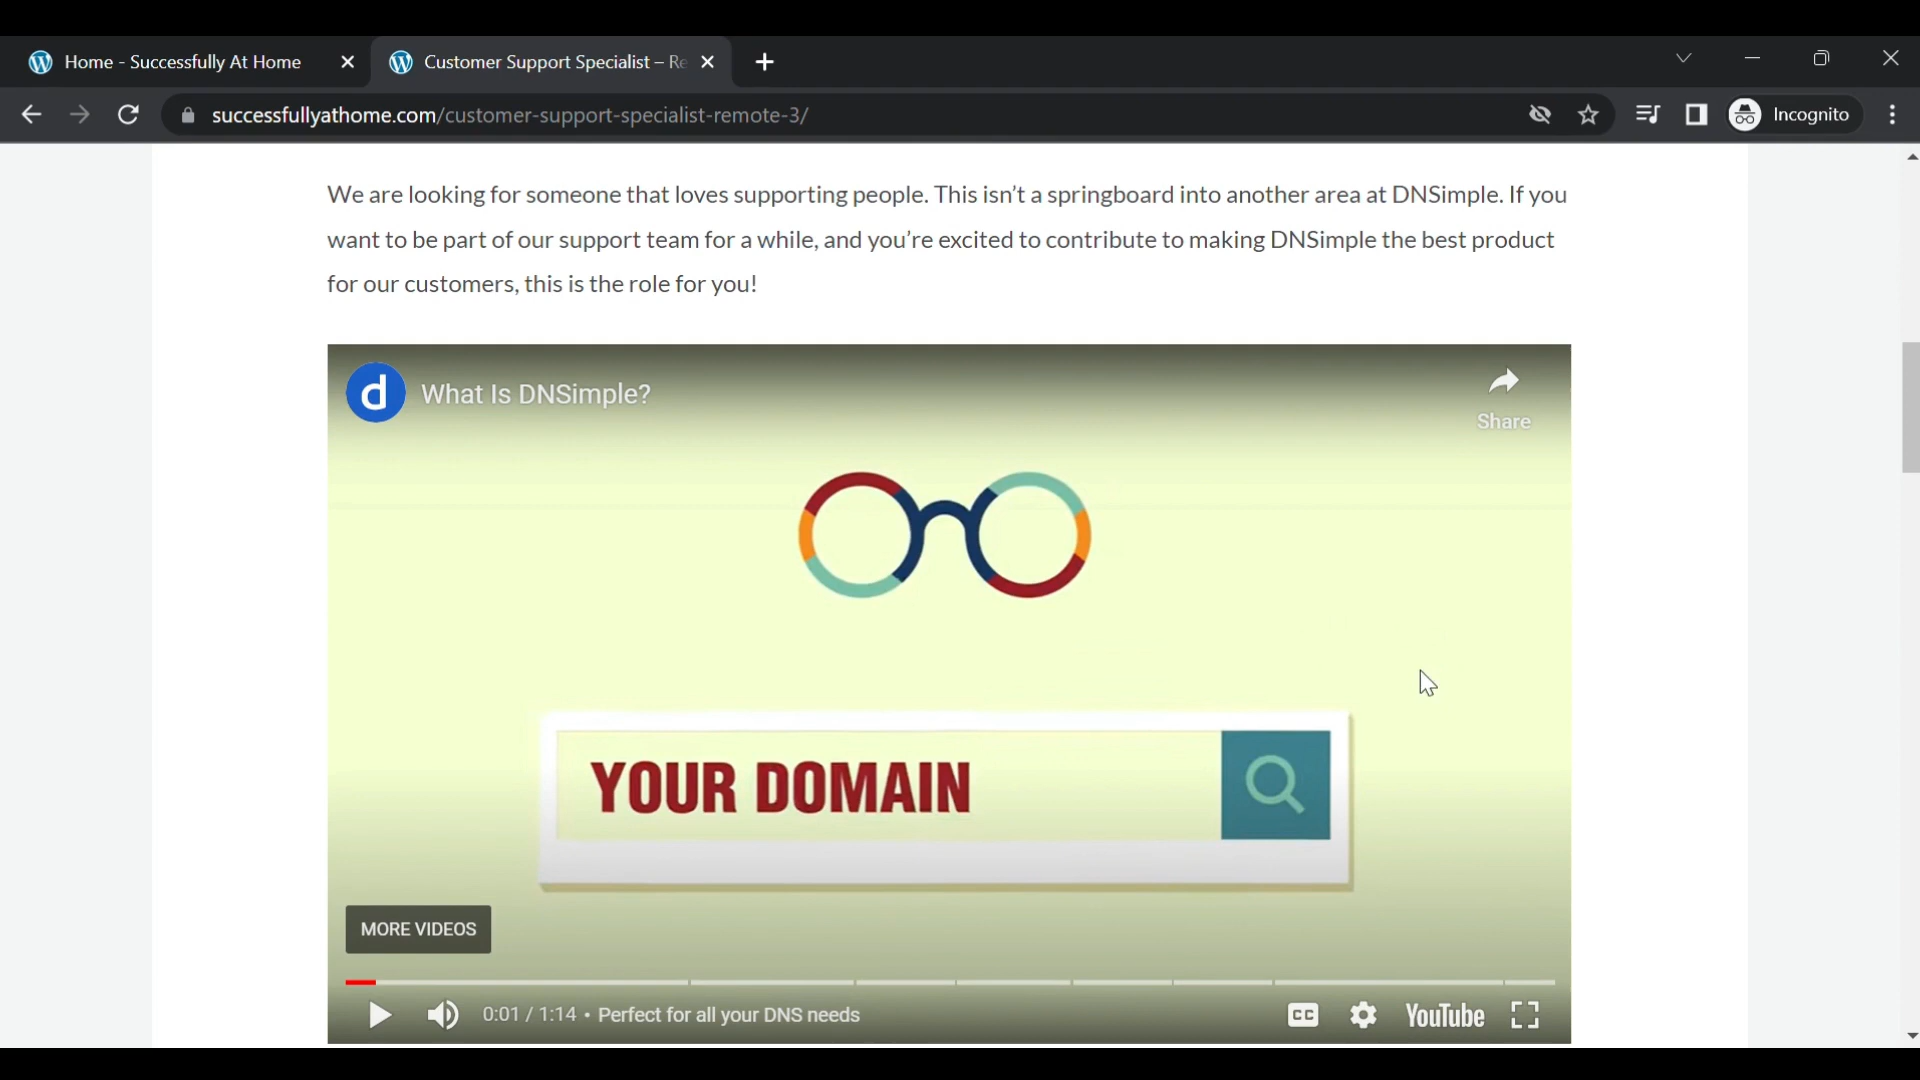 Home - Successfully At Home
Customer Support Specialist – Re
successfullyathome.com/customer-support-specialist-remote-3/
Incognito
We are looking for someone that loves supporting people. This isn't a springboard into another area at DNSimple. If you
want to be part of our support team for a while, and you're excited to contribute to making DNSimple the best product
for our customers, this is the role for you!
d
What Is DNSimple?
Share
YOUR DOMAIN
MORE VIDEOS
0:01 / 1:14 • Perfect for all your DNS needs
CC
YouTube